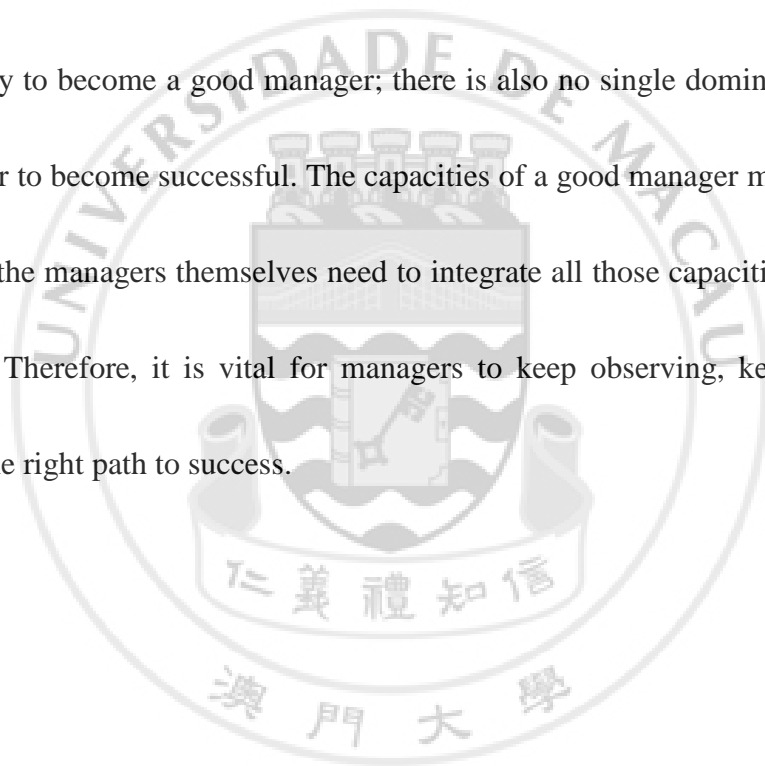 UNIVERSIDADE DE MACAU
y to become a good manager; there is also no single domin
r to become successful. The capacities of a good manager m
the managers themselves need to integrate all those capaciti
Therefore, it is vital for managers to keep observing, ke
e right path to success.
仁義禮知信
澳門大學